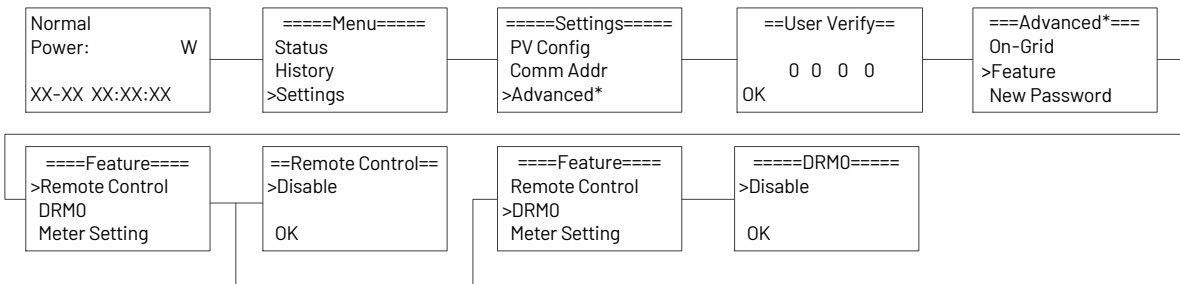 Normal
Power: W
XX-XX XX:XX:XX
=====Menu=====
Status
History
>Settings
=====Settings=====
PV Config
Comm Addr
>Advanced*
==User Verify==
0 0 0 0
OK
===Advanced*===
On-Grid
>Feature
New Password
====Feature====
>Remote Control
DRM0
Meter Setting
==Remote Control==
>Disable
OK
====Feature====
Remote Control
>DRM0
Meter Setting
=====DRM0=====
>Disable
OK